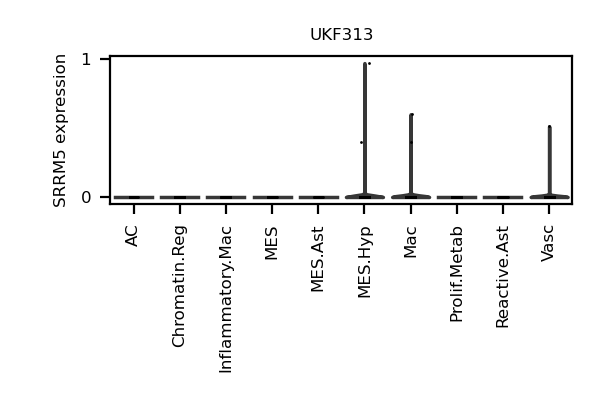 UKF313
SRRM5 expression
1
0
AC
Chromatin.Reg
Inflammatory.Mac
MES
MES.Ast
MES.Hyp
Mac
Prolif.Metab
Reactive.Ast
Vasc